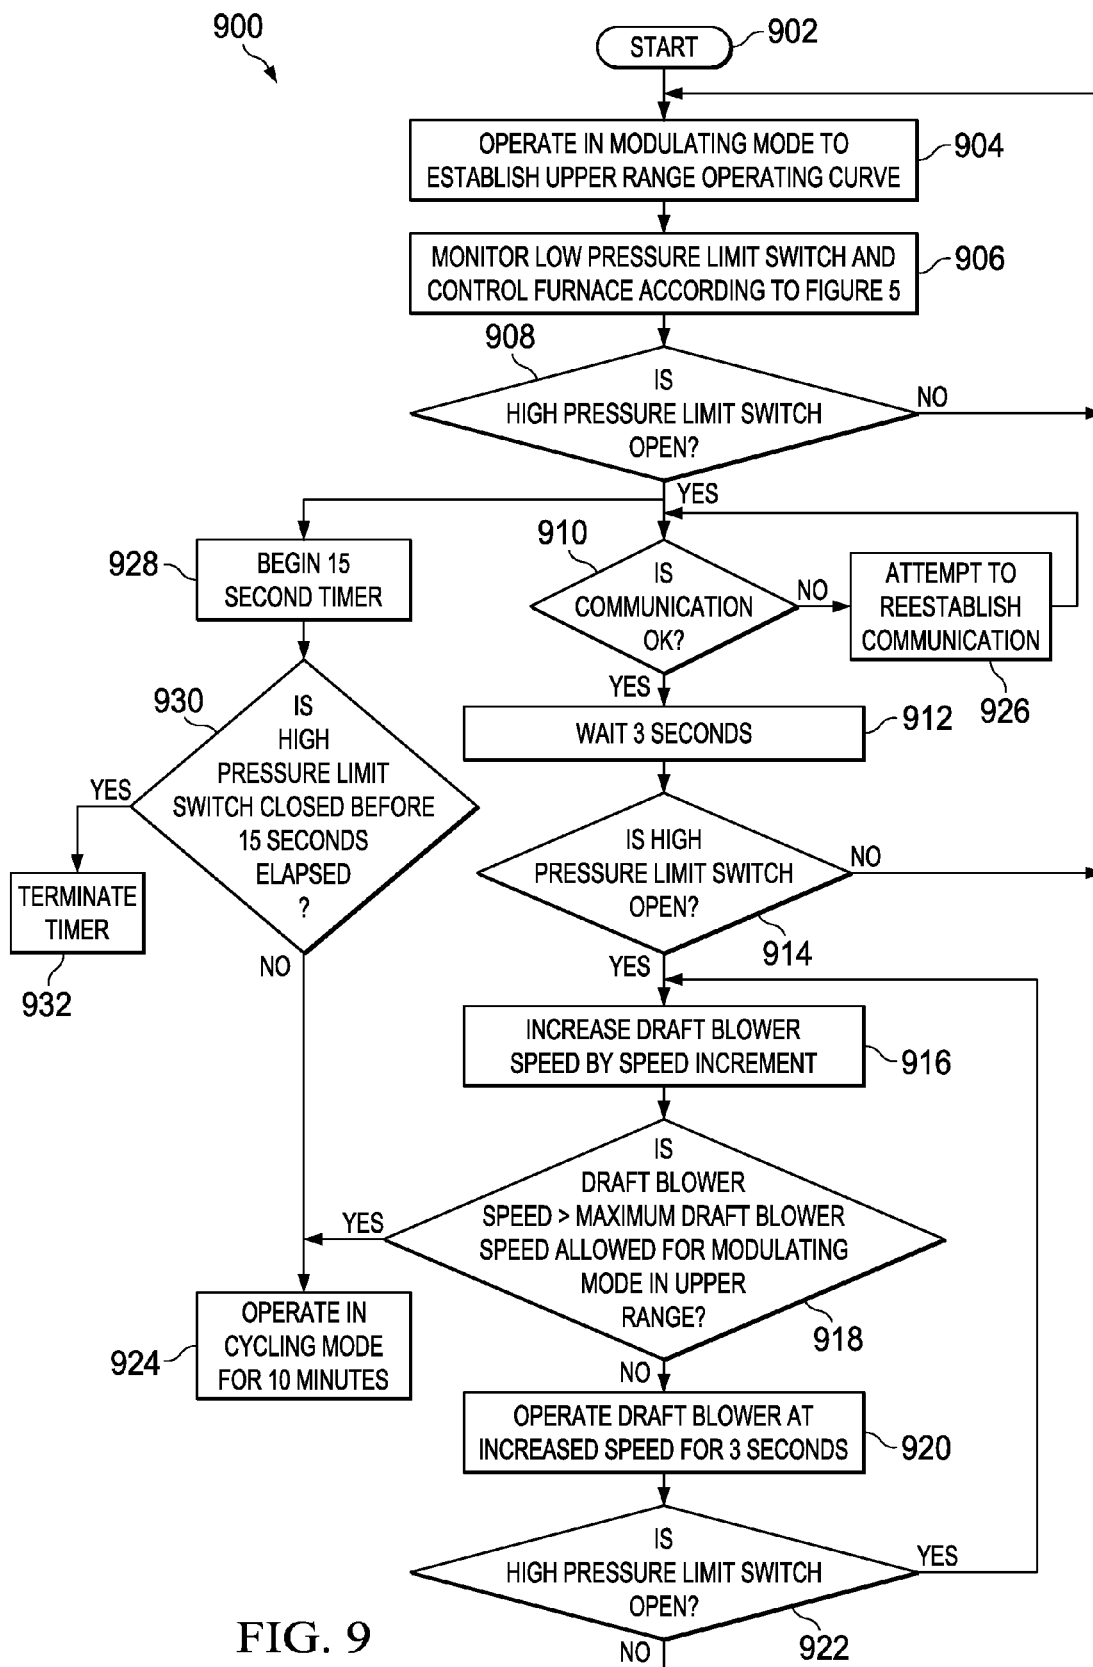 900
START
902
OPERATE IN MODULATING MODE TO
ESTABLISH UPPER RANGE OPERATING CURVE
904
MONITOR LOW PRESSURE LIMIT SWITCH AND
CONTROL FURNACE ACCORDING TO FIGURE 5
906
908
IS
HIGH PRESSURE LIMIT SWITCH
OPEN?
NO
YES
928
BEGIN 15
SECOND TIMER
910
IS
COMMUNICATION
OK?
NO
ATTEMPT TO
REESTABLISH
COMMUNICATION
926
YES
WAIT 3 SECONDS
912
930
IS
HIGH
PRESSURE LIMIT
SWITCH CLOSED BEFORE
15 SECONDS
ELAPSED
?
YES
TERMINATE
TIMER
932
NO
IS HIGH
PRESSURE LIMIT SWITCH
OPEN?
NO
914
YES
INCREASE DRAFT BLOWER
SPEED BY SPEED INCREMENT
916
IS
DRAFT BLOWER
SPEED > MAXIMUM DRAFT BLOWER
SPEED ALLOWED FOR MODULATING
MODE IN UPPER
RANGE?
YES
918
NO
924
OPERATE IN
CYCLING MODE
FOR 10 MINUTES
OPERATE DRAFT BLOWER AT
INCREASED SPEED FOR 3 SECONDS
920
IS
HIGH PRESSURE LIMIT SWITCH
OPEN?
YES
922
NO
FIG. 9